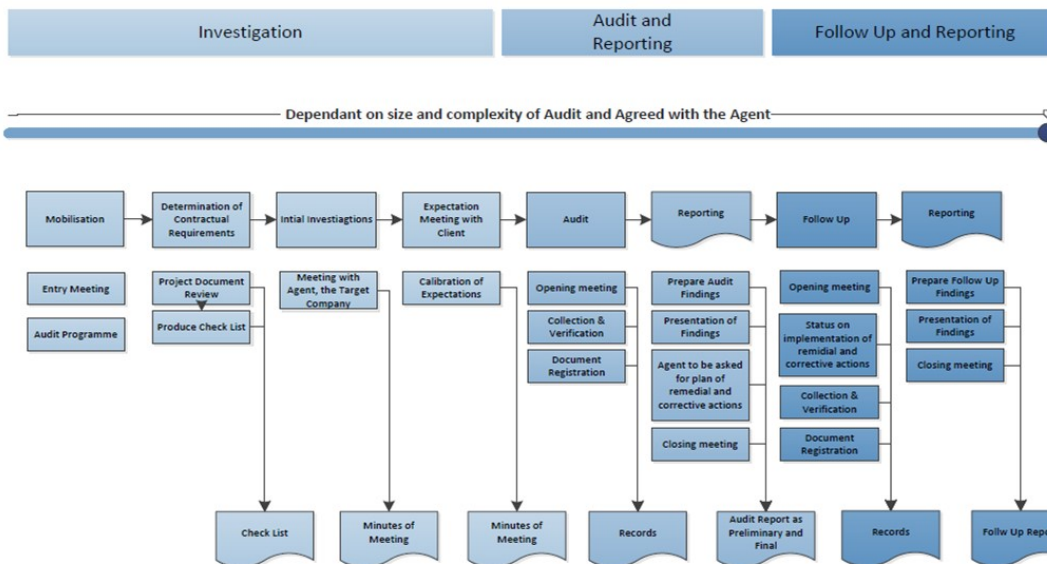 Investigation
Audit and
Reporting
Follow Up and Reporting
Dependant on size and complexity of Audit and Agreed with the Agent
Mobilisation
Determination of
Contractual
Requirements
Intial Investiagtions
Expectation
Meeting with
Client
Audit
Reporting
Follow Up
Reporting
Entry Meeting
Audit Programme
Project Document
Review
Produce Check List
Meeting with
Agent, the Target
Company
Calibration of
Expectations
Opening meeting
Collection &
Verification
Document
Registration
Prepare Audit
Findings
Presentation of
Findings
Agent to be asked
for plan of
remedial and
corrective actions
Closing meeting
Opening meeting
Status on
implementation of
remidial and
corrective actions
Collection &
Verification
Document
Registration
Prepare Follow Up
Findings
Presentation of
Findings
Closing meeting
Check List
Minutes of
Meeting
Minutes of
Meeting
Records
Audit Report as
Preliminary and
Final
Records
Follw Up Repo